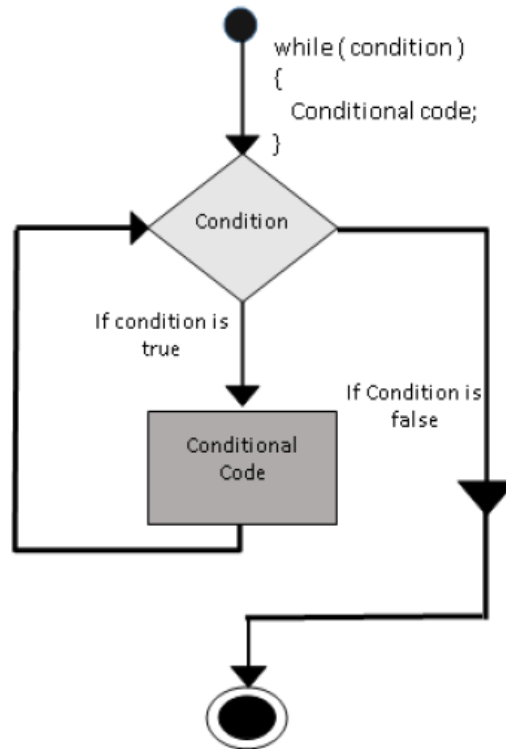 while ( condition )
{
Conditional code;
}
Condition
If condition is
true
If Condition is
false
Conditional
Code